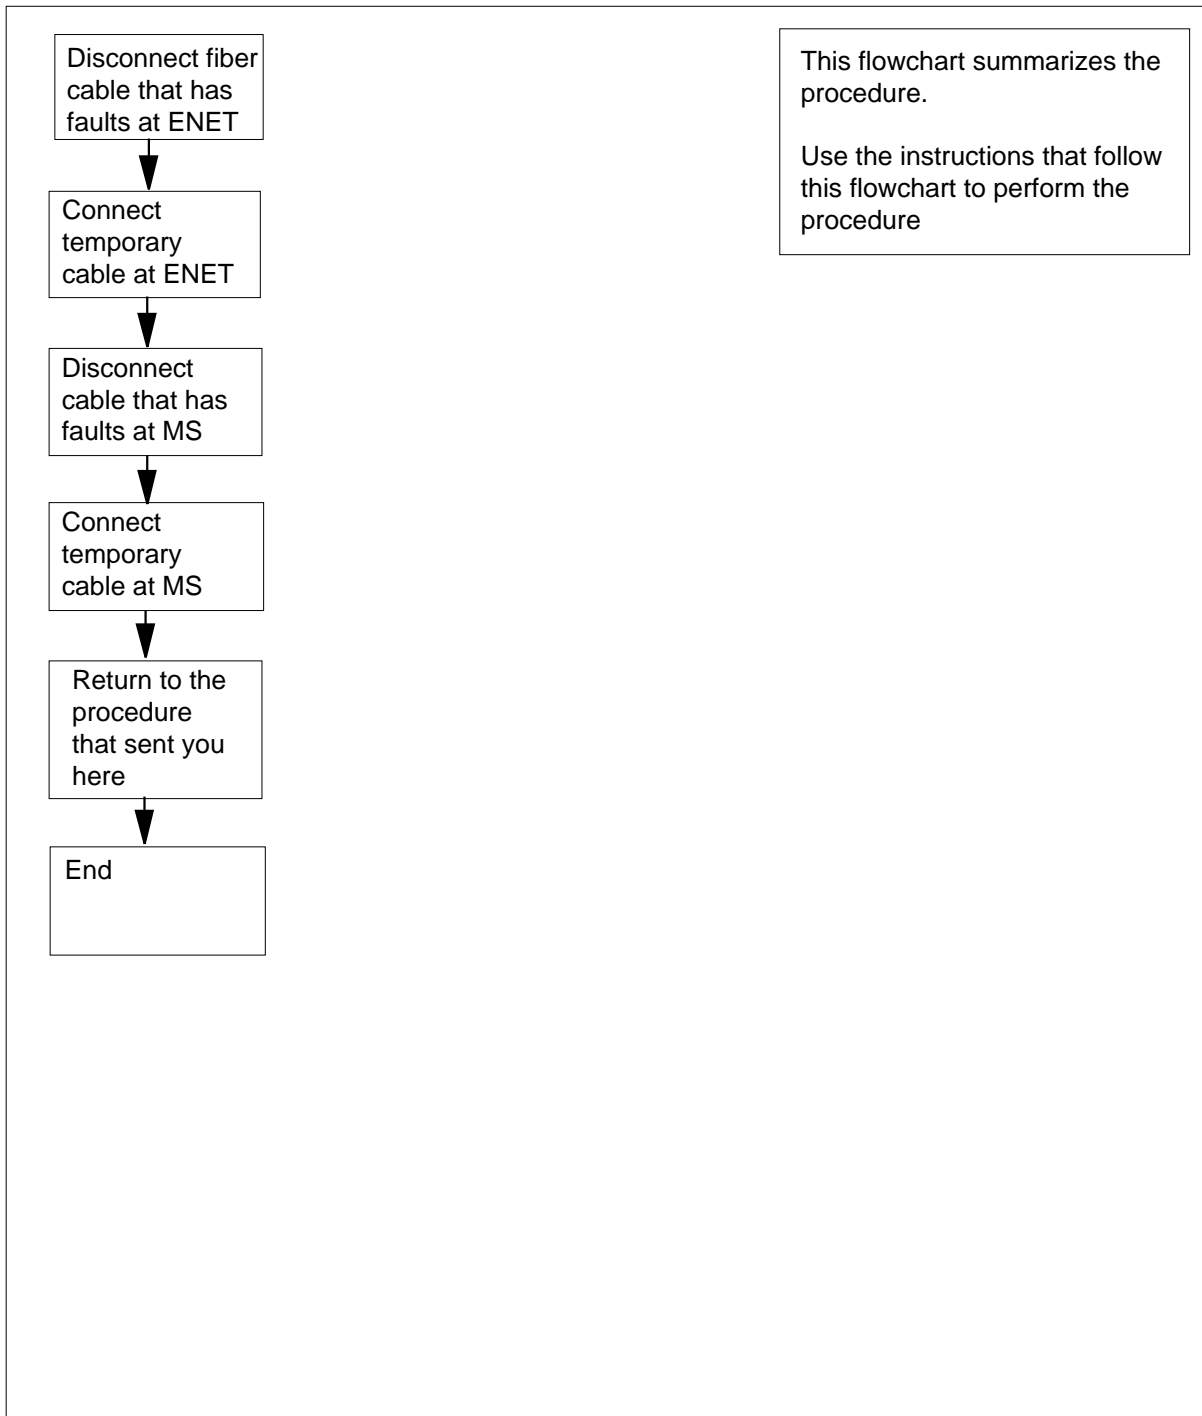 Disconnect fiber
cable that has
faults at ENET
Connect
temporary
cable at ENET
Disconnect
cable that has
faults at MS
Connect
temporary
cable at MS
Return to the
procedure
that sent you
here
End
This flowchart summarizes the
procedure.
Use the instructions that follow
this flowchart to perform the
procedure